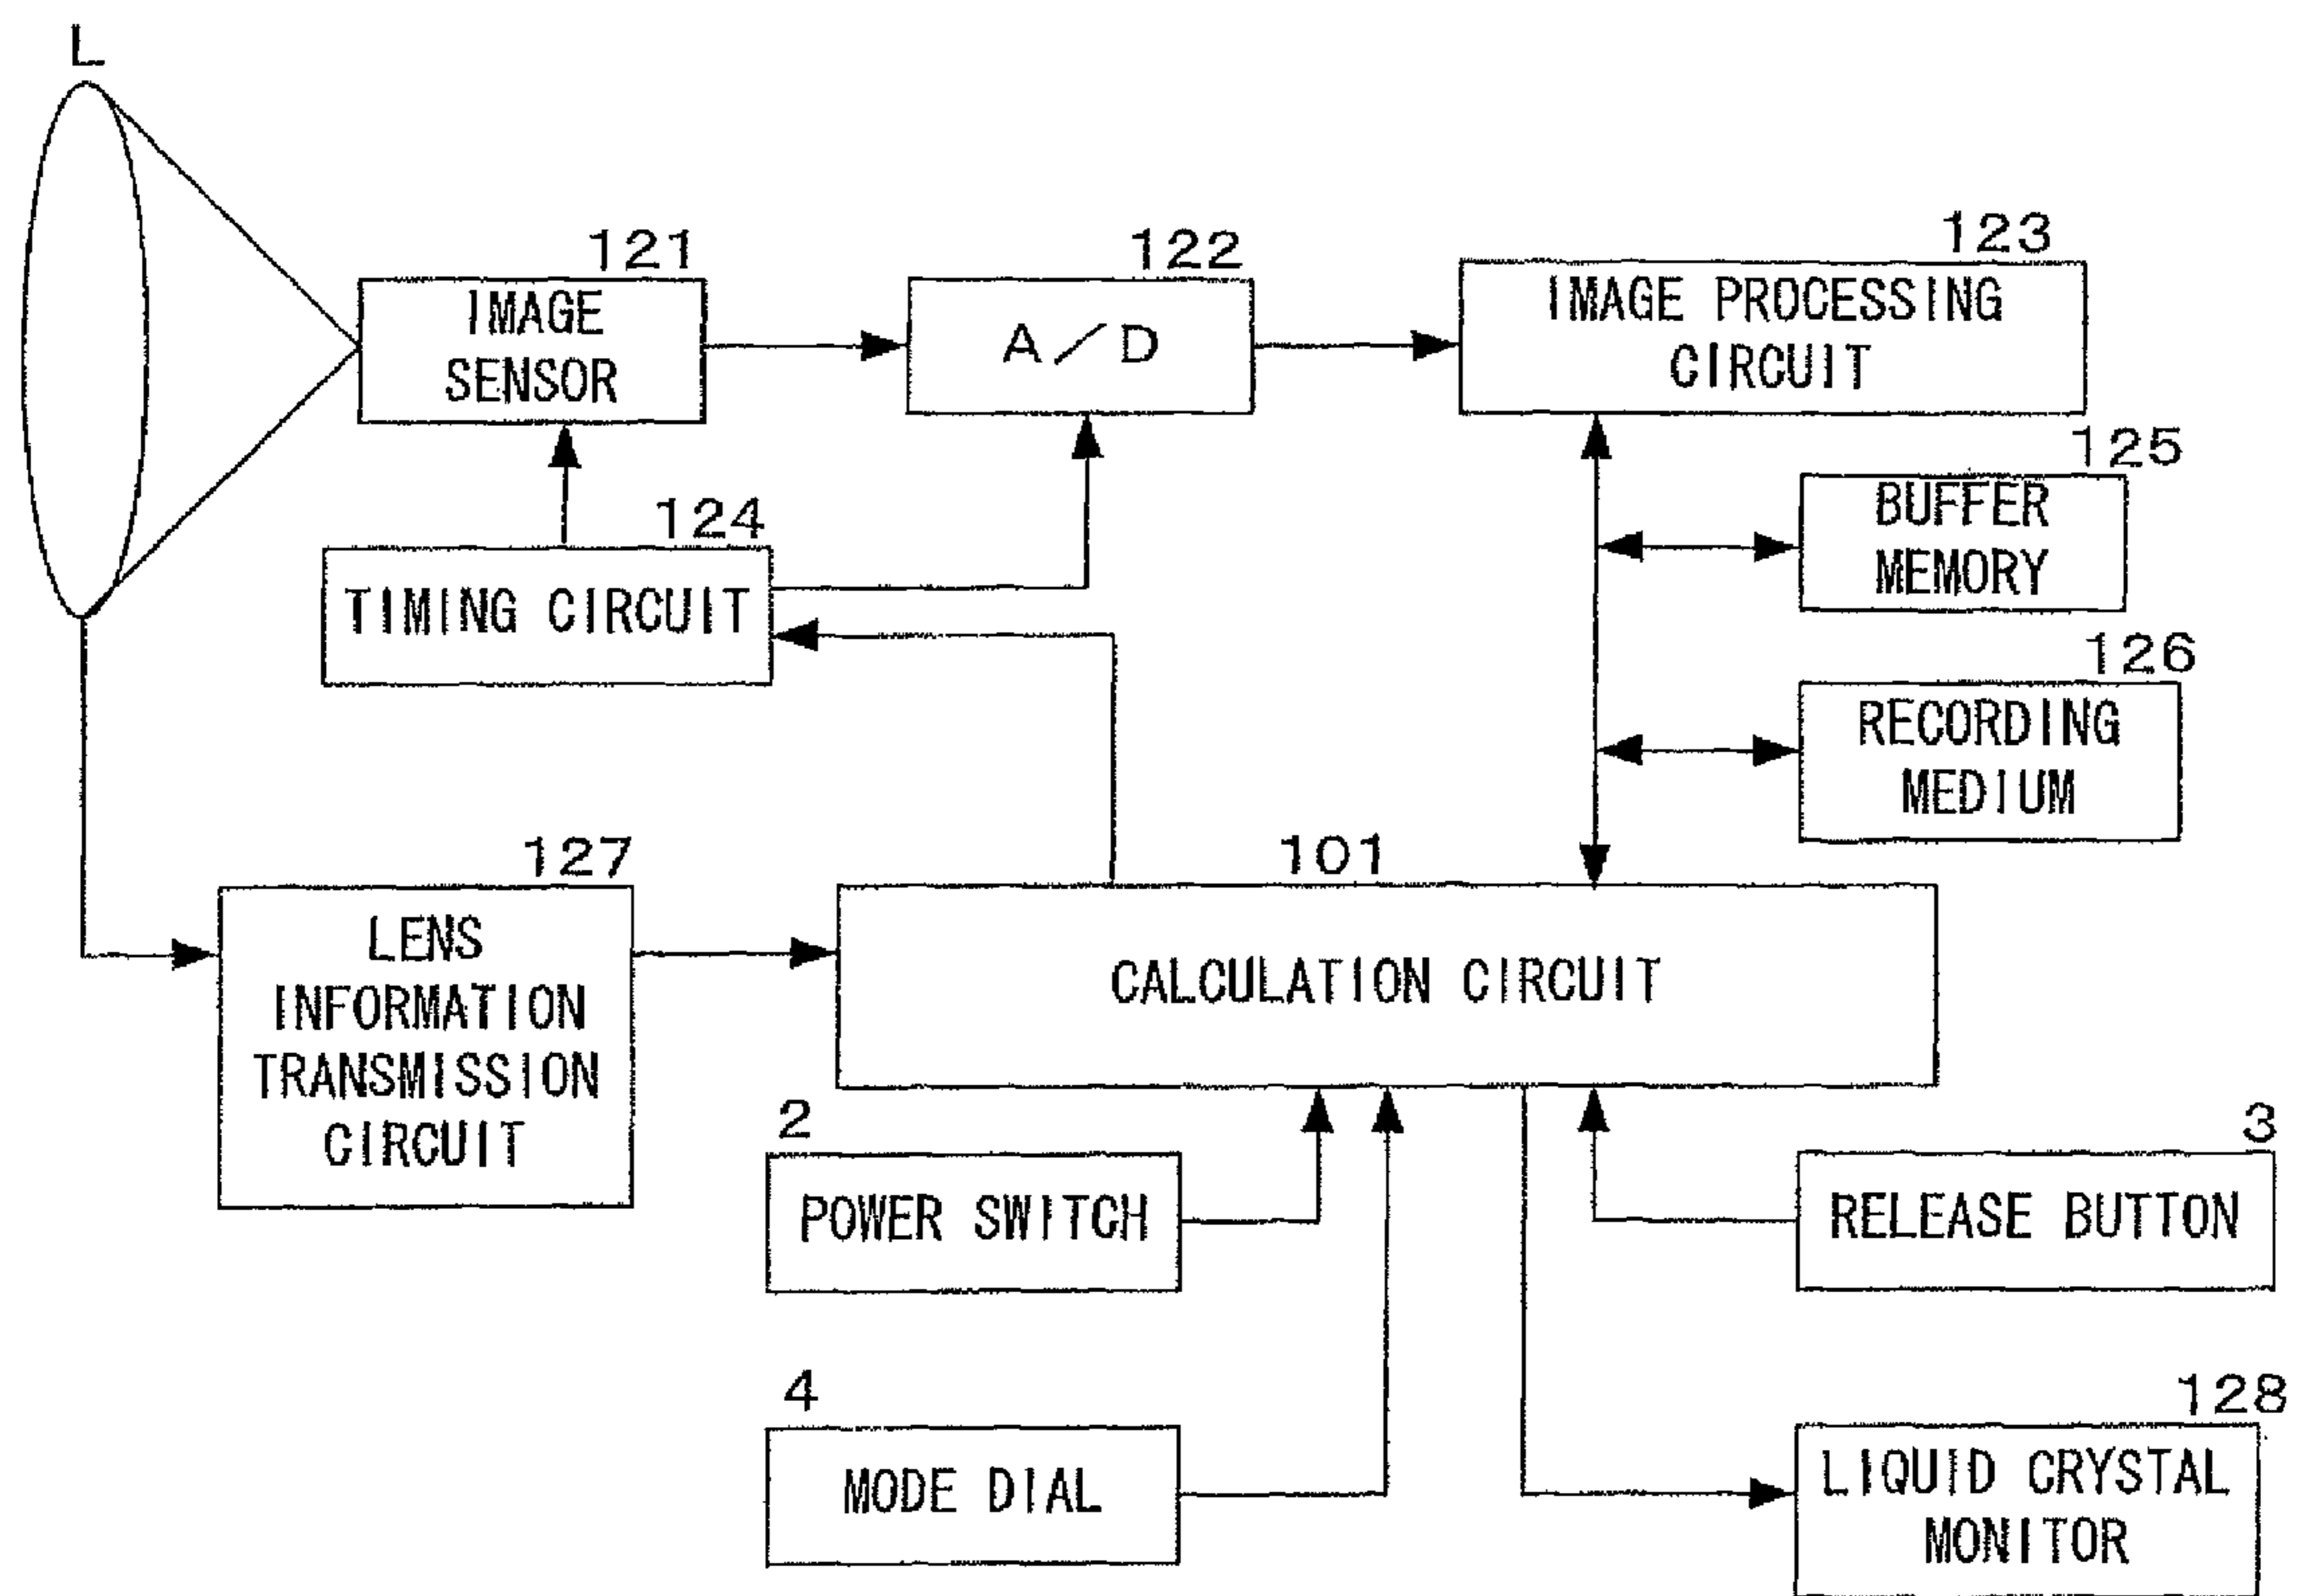 L
121
IMAGE
SENSOR
122
A/D
123
IMAGE PROCESSING
CIRCUIT
124
TIMING CIRCUIT
125
BUFFER
MEMORY
126
RECORDING
MEDIUM
127
LENS
INFORMATION
TRANSMISSION
CIRCUIT
101
CALCULATION CIRCUIT
2
POWER SWITCH
3
RELEASE BUTTON
4
MODE DIAL
128
LIQUID CRYSTAL
MONITOR